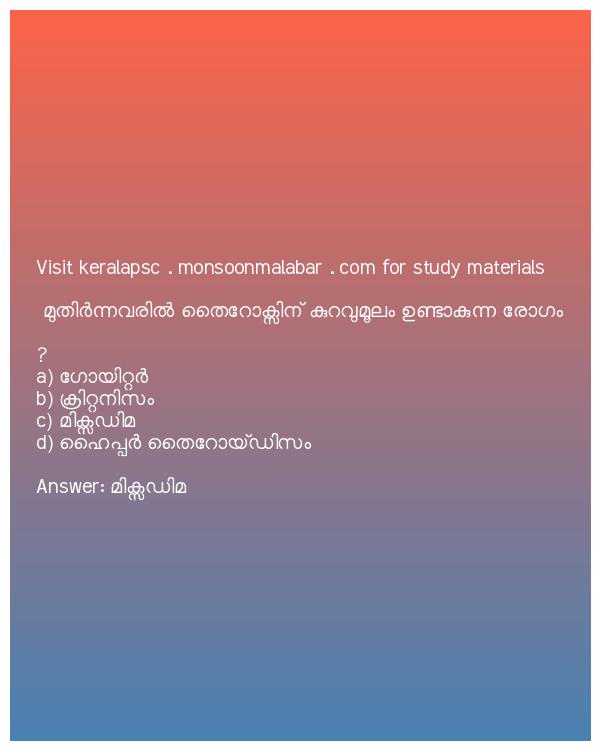 Visit keralapsc . monsoonmalabar . com for study materials
മുതിർന്നവരിൽ തൈറോക്സിന് കുറവുമൂലം ഉണ്ടാകുന്ന രോഗം
?
a) ഗോയിറ്റർ
b) ക്രിറ്റനിസം
c) മിക്സഡിമ
d) ഹൈപ്പർ തൈറോയ്ഡിസം
Answer: മിക്സഡിമ